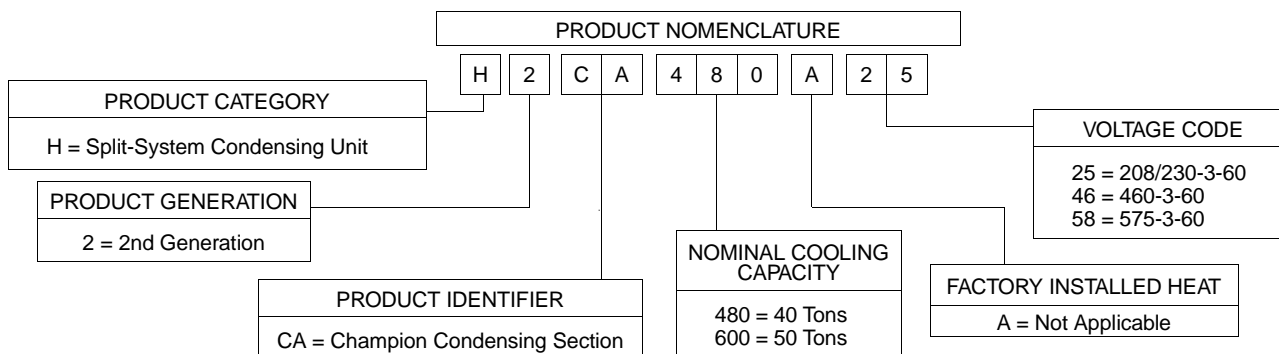 PRODUCT NOMENCLATURE
H 2 C A 4 8 0 A 2 5
PRODUCT CATEGORY
H = Split-System Condensing Unit
PRODUCT GENERATION
2 = 2nd Generation
PRODUCT IDENTIFIER
CA = Champion Condensing Section
NOMINAL COOLING
CAPACITY
480 = 40 Tons
600 = 50 Tons
FACTORY INSTALLED HEAT
A = Not Applicable
VOLTAGE CODE
25 = 208/230-3-60
46 = 460-3-60
58 = 575-3-60